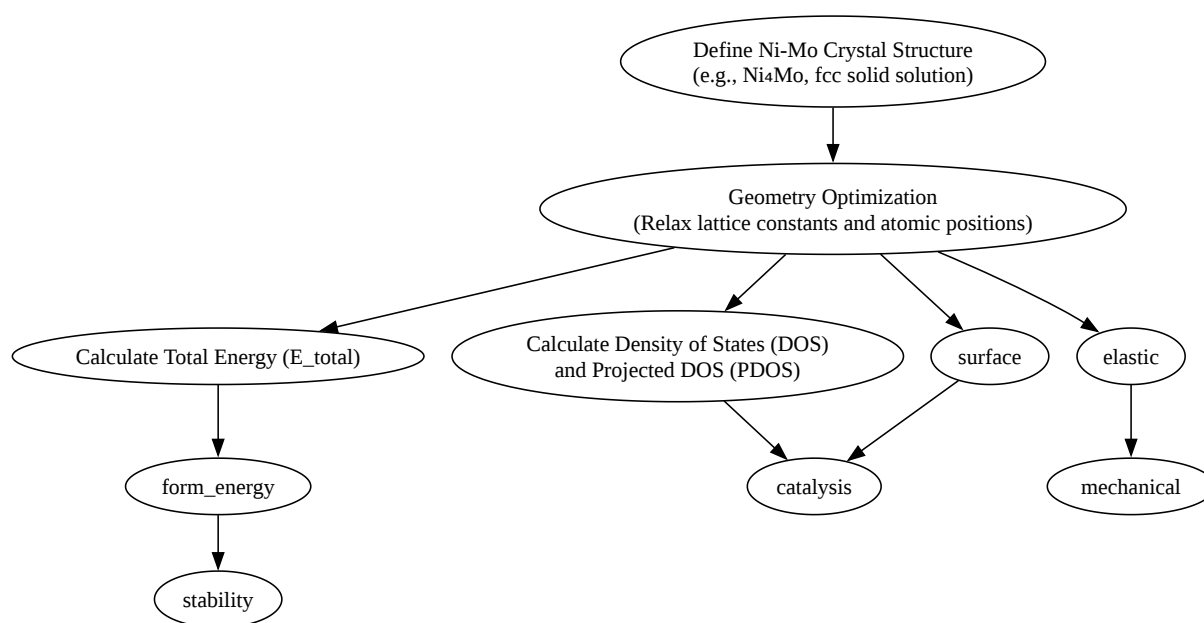 Define Ni-Mo Crystal Structure
(e.g., Ni₄Mo, fcc solid solution)
Geometry Optimization
(Relax lattice constants and atomic positions)
Calculate Total Energy (E_total)
Calculate Density of States (DOS)
and Projected DOS (PDOS)
surface
elastic
form_energy
catalysis
mechanical
stability